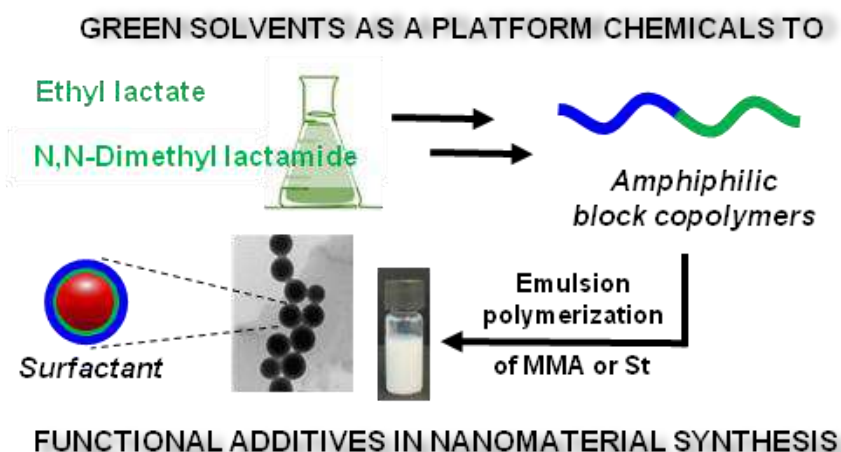 GREEN SOLVENTS AS A PLATFORM CHEMICALS TO
Ethyl lactate
N,N-Dimethyl lactamide
Amphiphilic
block copolymers
Emulsion
polymerization
of MMA or St
Surfactant
FUNCTIONAL ADDITIVES IN NANOMATERIAL SYNTHESIS